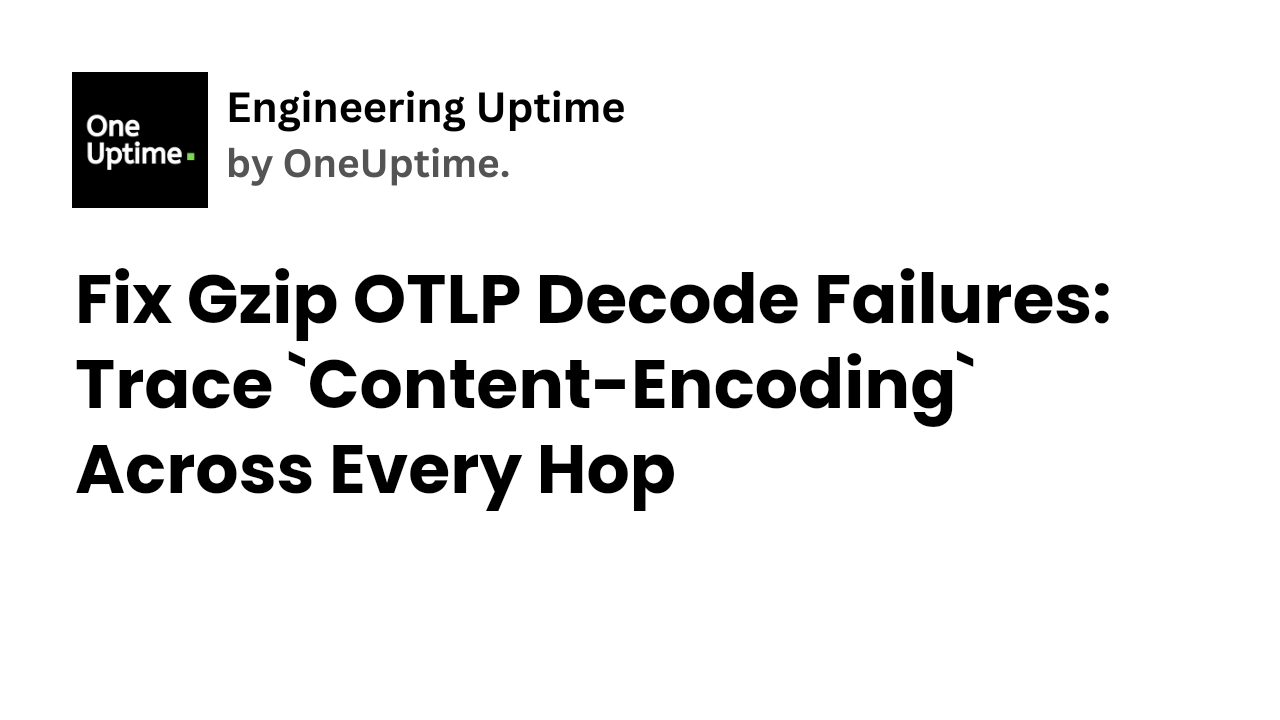 One
Uptime.
Engineering Uptime
by OneUptime.
Fix Gzip OTLP Decode Failures:
Trace `Content-Encoding`
Across Every Hop